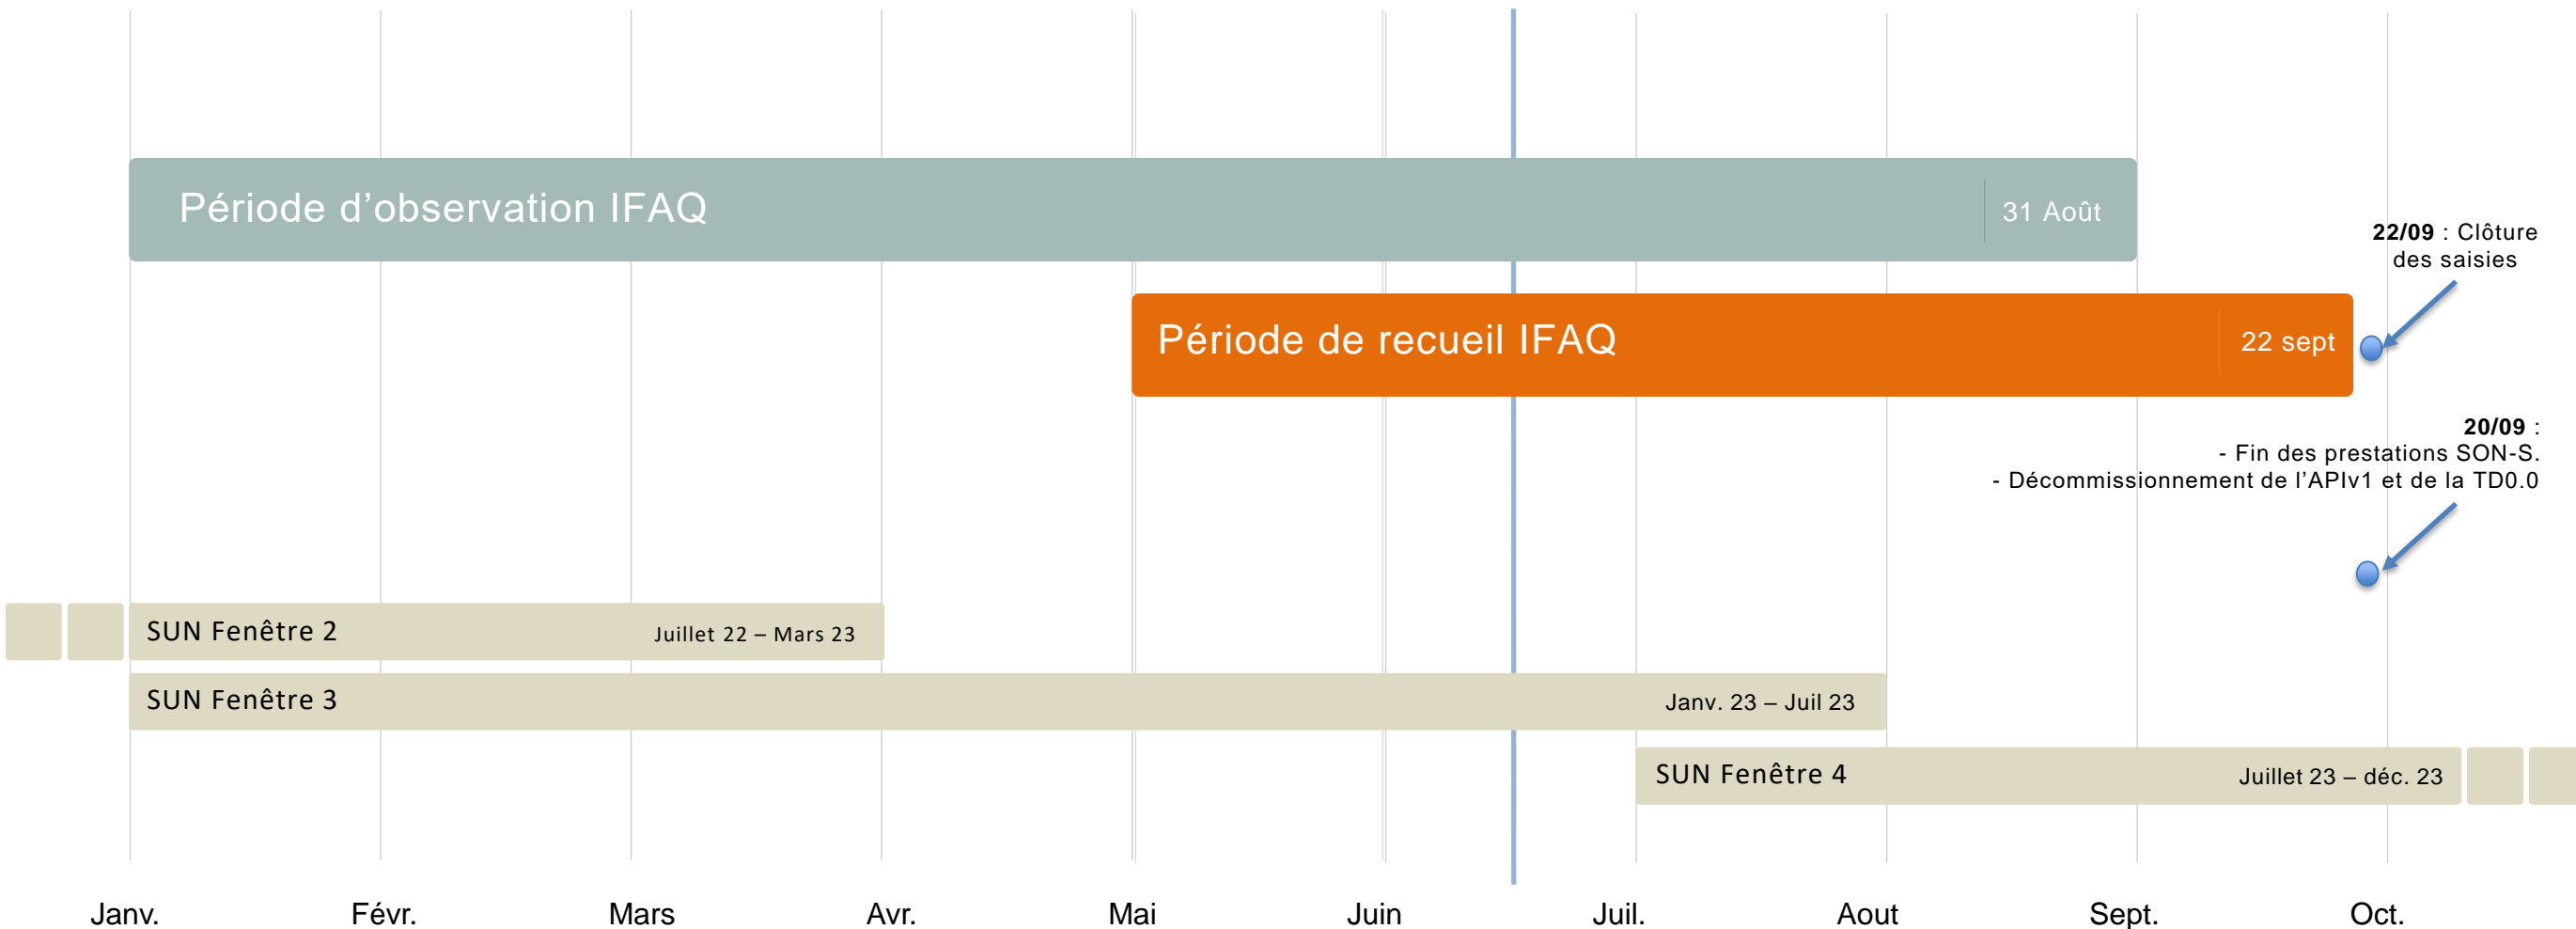 Période d’observation IFAQ
31 Août
22/09 : Clôture
des saisies
Période de recueil IFAQ
22 sept
20/09 :
- Fin des prestations SON-S.
- Décommissionnement de l’APIv1 et de la TD0.0
SUN Fenêtre 2
Juillet 22 – Mars 23
SUN Fenêtre 3
Janv. 23 – Juil 23
SUN Fenêtre 4
Juillet 23 – déc. 23
Janv.
Févr.
Mars
Avr.
Mai
Juin
Juil.
Aout
Sept.
Oct.